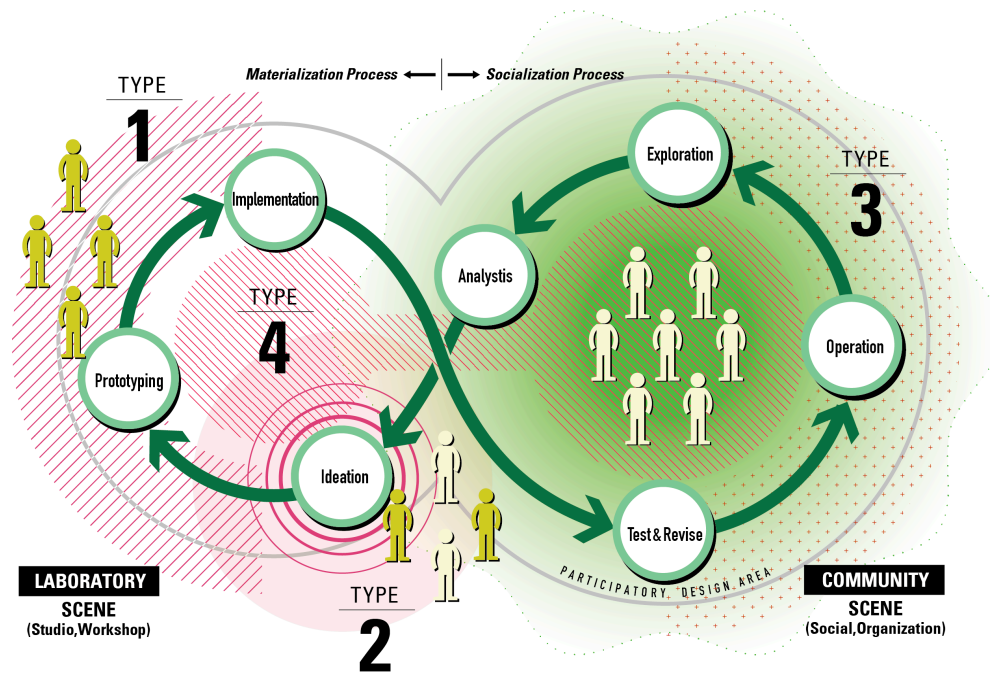 Materialization Process
Socialization Process
TYPE
1
Implementation
Exploration
TYPE
3
Analystis
TYPE
4
Prototyping
Operation
Ideation
Test & Revise
PARTICIPATORY DESIGN AREA
LABORATORY
SCENE
(Studio,Workshop)
TYPE
2
COMMUNITY
SCENE
(Social,Organization)